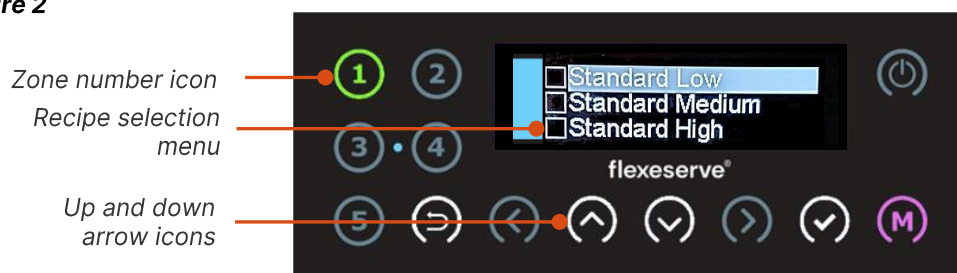 re 2
Zone number icon
1
2
Standard Low
Recipe selection
menu
Standard Medium
Standard High
3
4
flexeserve®
Up and down
arrow icons
5
M